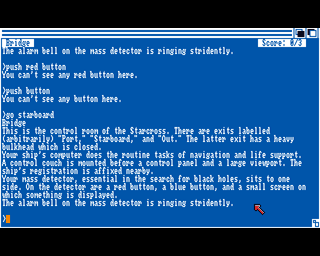 Bridge Score: 0/3
The alarm bell on the mass detector is ringing stridently.
)push red button
You can't see any red button here.
)push button
You can't see any button here.
)go starboard
Bridge
This is the control room of the Starcross. There are exits labelled
(arbitrarily) "Port," "Starboard," and "Out." The latter exit has a heavy
bulkhead which is closed.
Your ship's computer does the routine tasks of navigation and life support.
A control couch is mounted before a control panel and a large viewport. The
ship's registration is affixed nearby.
Your mass detector, essential in the search for black holes, sits to one
side. On the detector are a red button, a blue button, and a small screen on
which something is displayed.
The alarm bell on the mass detector is ringing stridently.
)